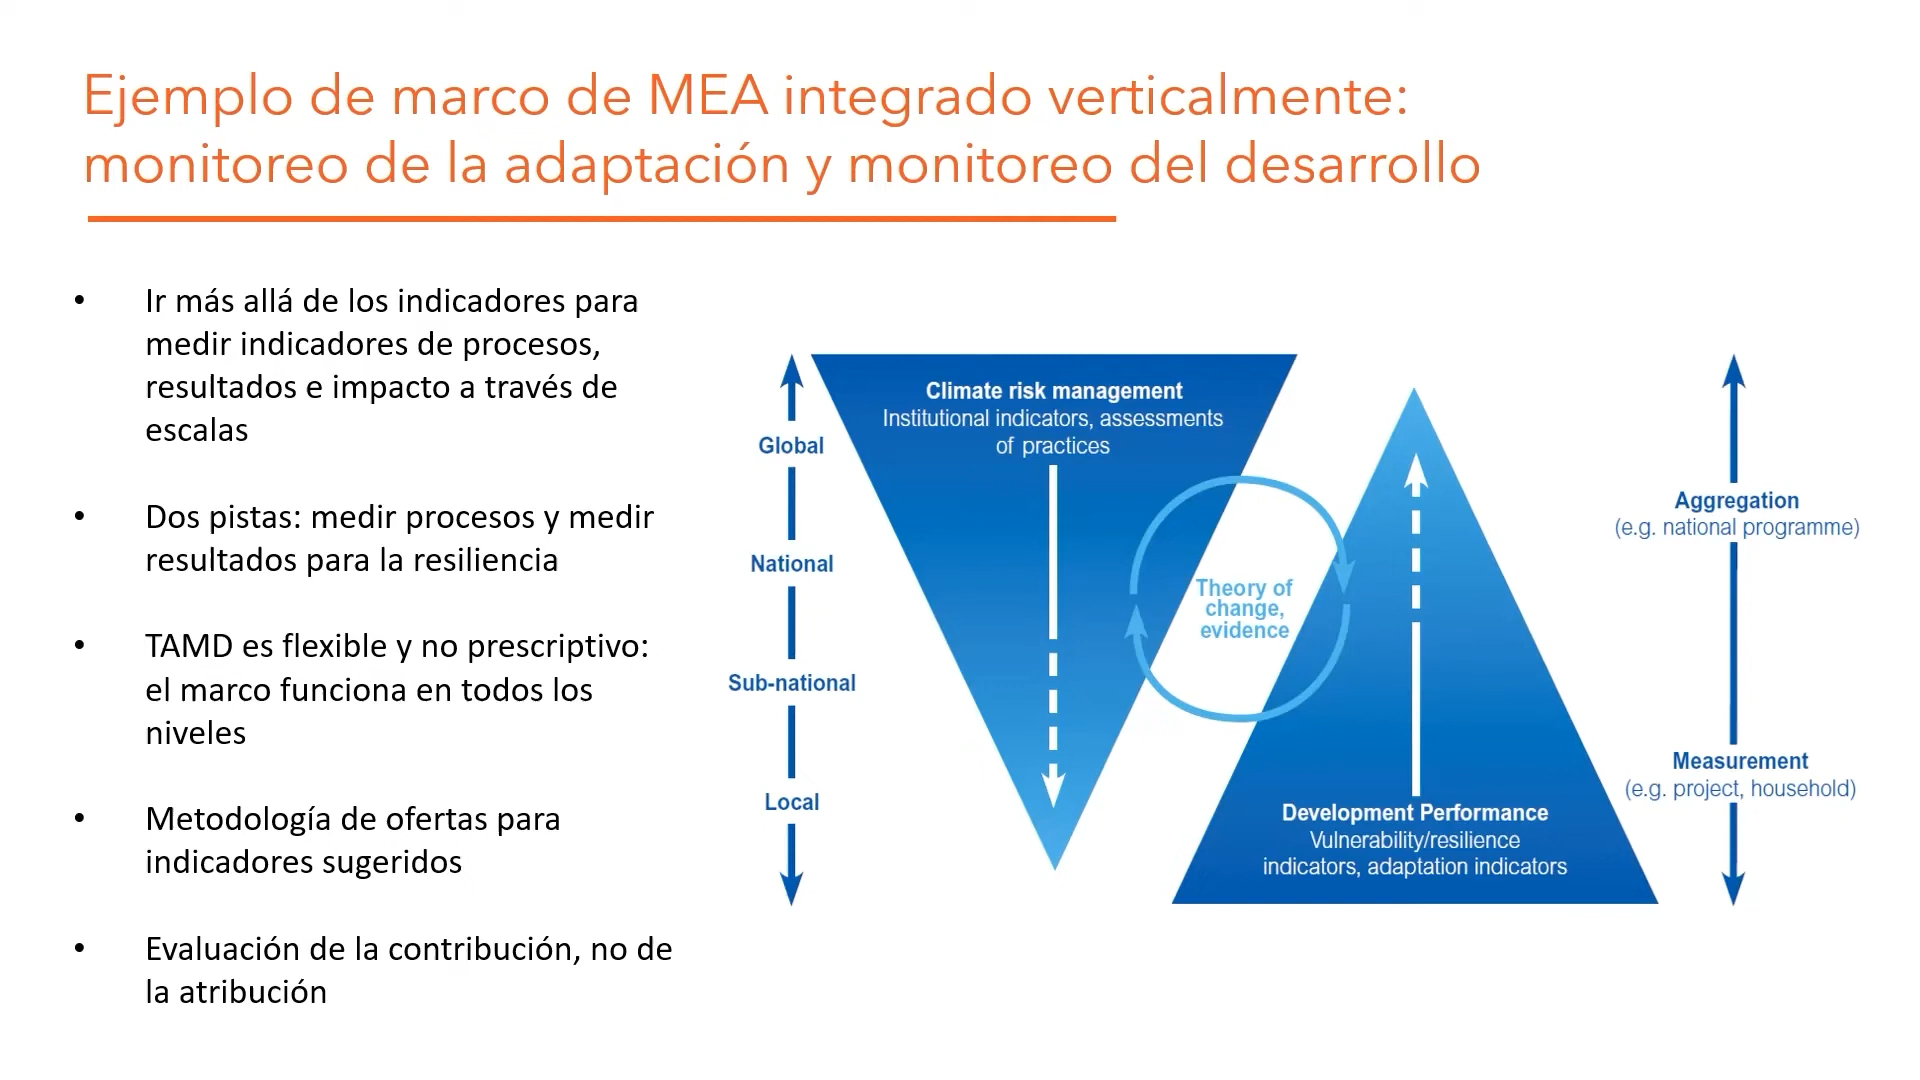 Ejemplo de marco de MEA integrado verticalmente:
monitoreo de la adaptación y monitoreo del desarrollo
• Ir más allá de los indicadores para
medir indicadores de procesos,
resultados e impacto a través de
escalas
• Dos pistas: medir procesos y medir
resultados para la resiliencia
• TAMD es flexible y no prescriptivo:
el marco funciona en todos los
niveles
• Metodología de ofertas para
indicadores sugeridos
• Evaluación de la contribución, no de
la atribución
Global
National
Sub-national
Local
Climate risk management
Institutional indicators, assessments
of practices
Theory of
change,
evidence
Development Performance
Vulnerability/resilience
indicators, adaptation indicators
Aggregation
(e.g. national programme)
Measurement
(e.g. project, household)